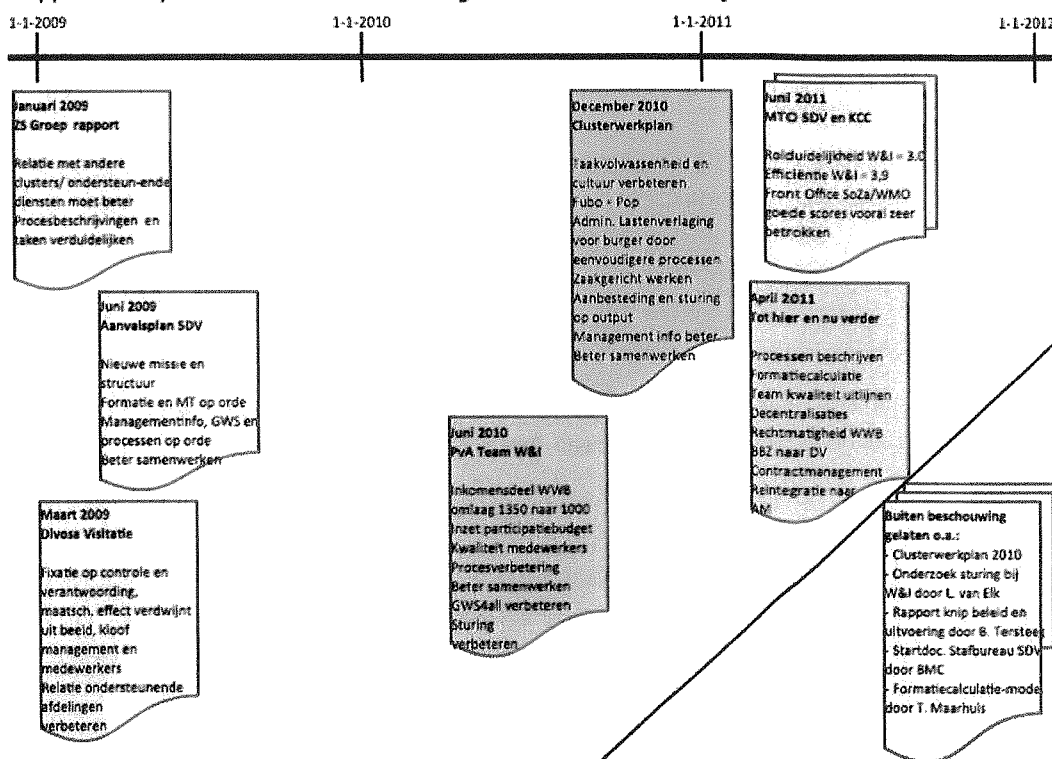 1-1-2009
1-1-2010
1-1-2011
1-1-2012
Januari 2009
ZS Groep rapport
Relatie met andere
clusters/ ondersteun-ende
diensten moet beter
Procesbeschrijvingen en
taken verduidelijken
Juni 2009
Aanvalsplan SDV
Nieuwe missie en
structuur
Formatie en MT op orde
Managementinfo, GWS en
processen op orde
Beter samenwerken
Maart 2009
Divosa Visitatie
Fixatie op controle en
verantwoording,
maatsch. effect verdwijnt
uit beeld, kloof
management en
medewerkers
Relatie ondersteunende
afdelingen
verbeteren
December 2010
Clusterwerkplan
Taakvolwassenheid en
cultuur verbeteren
Fubo + Pop
Admin. Lastenverlaging
voor burger door
eenvoudigere processen
Zaakgericht werken
Aanbesteding en sturing
op output
Management info beter
Beter samenwerken
Juni 2010
PvA Team W&I
Inkomensdeel WWB
omlaag 1350 naar 1000
Inzet participatiebudget
Kwaliteit medewerkers
Procesverbetering
Beter samenwerken
GWS4all verbeteren
Sturing
verbeteren
Juni 2011
MTO SDV en KCC
Rolduidelijkheid W&I = 3,0
Efficiëntie W&I = 3,9
Front Office SoZa/WMO
goede scores vooral zeer
betrokken
April 2011
Tot hier en nu verder
Processen beschrijven
Formatiecalculatie
Team kwaliteit uitlijnen
Decentralisaties
Rechtmatigheid WWB
BBZ naar DV
Contractmanagement
Reintegratie naar
AM
Buiten beschouwing
gelaten o.a.:
- Clusterwerkplan 2010
- Onderzoek sturing bij
W&I door L. van Elk
- Rapport knip beleid en
uitvoering door B. Tersteeg
- Startdoc. Stafbureau SDV
door BMC
- Formatiecalculatie-mode
door T. Maarhuis